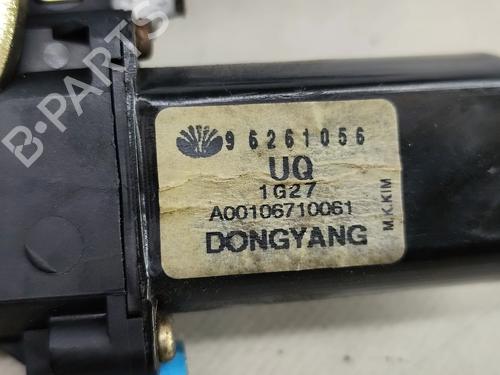 B-PARTS
96261056
UQ
1G27
A00106710061
DONGYANG
M.K.KIM